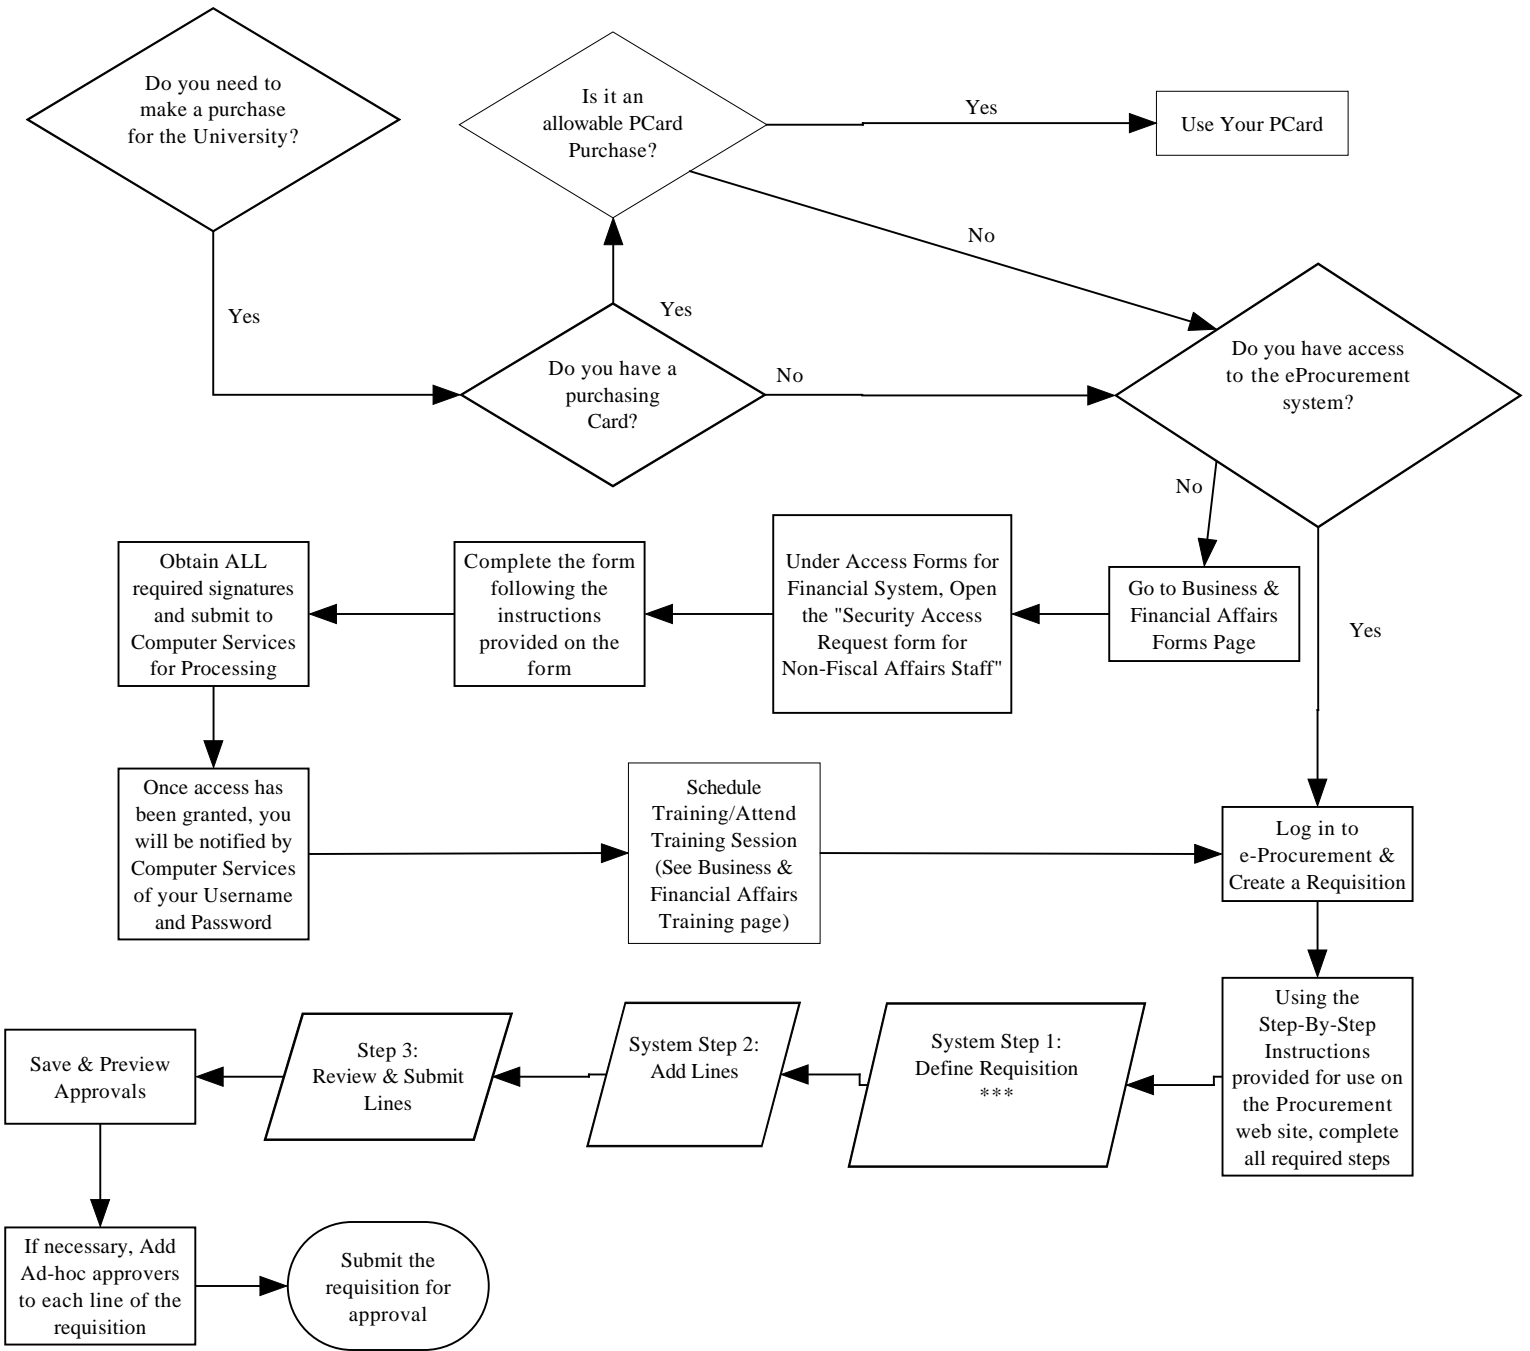 Do you need to
make a purchase
for the University?
Is it an
allowable PCard
Purchase?
Yes
Use Your PCard
No
Yes
Yes
Do you have a
purchasing
Card?
No
Do you have access
to the eProcurement
system?
No
Yes
Go to Business &
Financial Affairs
Forms Page
Under Access Forms for
Financial System, Open
the "Security Access
Request form for
Non-Fiscal Affairs Staff"
Complete the form
following the
instructions
provided on the
form
Obtain ALL
required signatures
and submit to
Computer Services
for Processing
Once access has
been granted, you
will be notified by
Computer Services
of your Username
and Password
Schedule
Training/Attend
Training Session
(See Business &
Financial Affairs
Training page)
Log in to
e-Procurement &
Create a Requisition
Using the
Step-By-Step
Instructions
provided for use on
the Procurement
web site, complete
all required steps
System Step 1:
Define Requisition
***
System Step 2:
Add Lines
Step 3:
Review & Submit
Lines
Save & Preview
Approvals
If necessary, Add
Ad-hoc approvers
to each line of the
requisition
Submit the
requisition for
approval